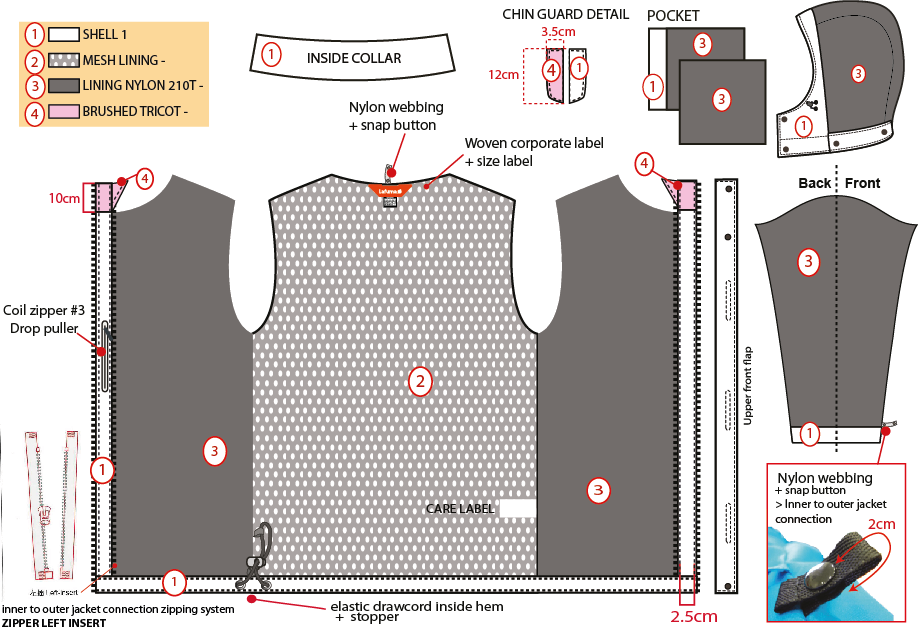 1 SHELL 1
2 MESH LINING -
3 LINING NYLON 210T -
4 BRUSHED TRICOT -
1 INSIDE COLLAR
CHIN GUARD DETAIL
3.5cm
12cm
4
1
POCKET
3
1
3
3
1
Nylon webbing
+ snap button
Woven corporate label
+ size label
Lafuma
4
10cm
4
Back Front
3
Coil zipper #3
Drop puller
2
Upper front flap
1
3
3
1
CARE LABEL
1
Nylon webbing
+ snap button
> Inner to outer jacket
connection
2cm
Left-insert
inner to outer jacket connection zipping system
ZIPPER LEFT INSERT
elastic drawcord inside hem
+ stopper
2.5cm